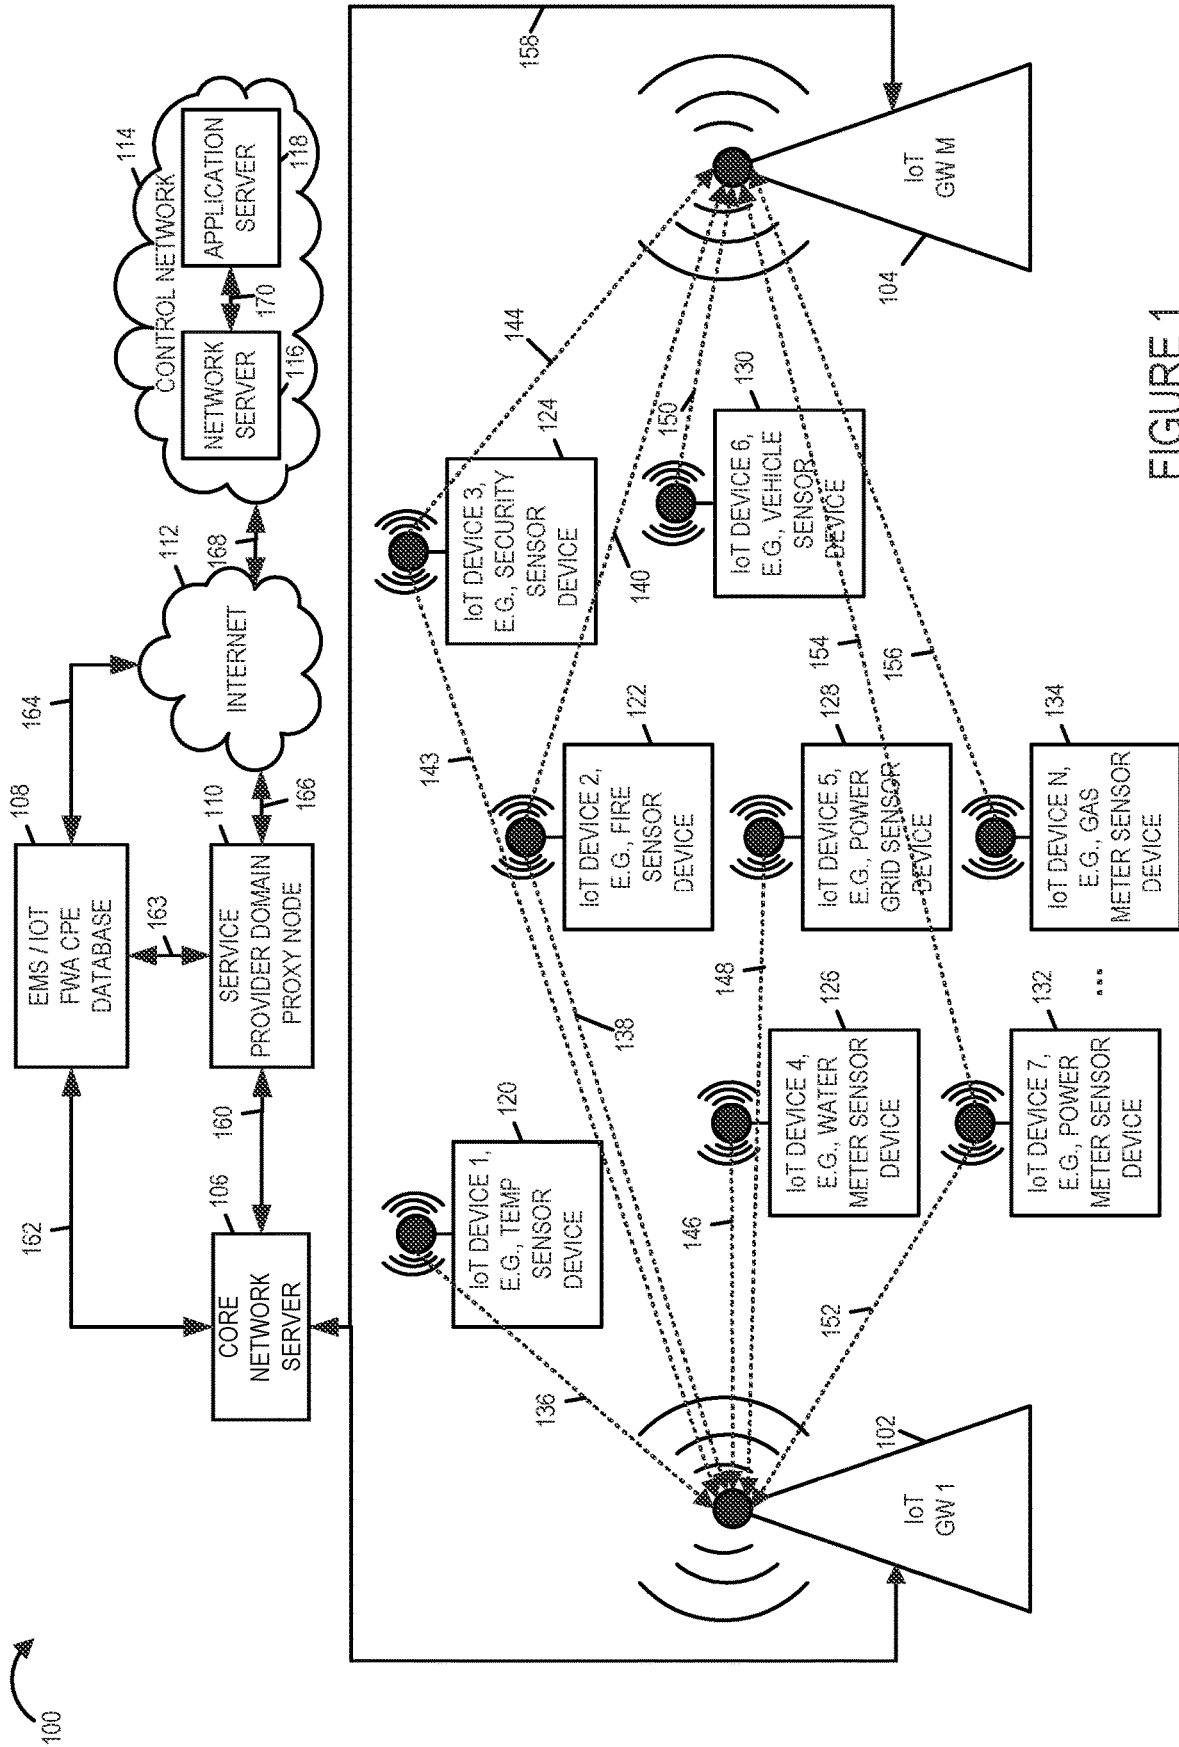 100
162
106
CORE
NETWORK
SERVER
160
108
EMS / IOT
FWA CPE
DATABASE
163
110
SERVICE
PROVIDER DOMAIN
PROXY NODE
164
166
112
INTERNET
168
114
CONTROL NETWORK
NETWORK
SERVER
116
170
APPLICATION
SERVER
118
158
136
120
IoT DEVICE 1,
E.G., TEMP
SENSOR
DEVICE
138
143
122
IoT DEVICE 2,
E.G., FIRE
SENSOR
DEVICE
124
IoT DEVICE 3,
E.G., SECURITY
SENSOR
DEVICE
144
140
150
146
126
IoT DEVICE 4,
E.G., WATER
METER SENSOR
DEVICE
148
128
IoT DEVICE 5,
E.G., POWER
GRID SENSOR
DEVICE
130
IoT DEVICE 6,
E.G., VEHICLE
SENSOR
DEVICE
154
156
152
132
IoT DEVICE 7,
E.G., POWER
METER SENSOR
DEVICE
...
134
IoT DEVICE N,
E.G., GAS
METER SENSOR
DEVICE
102
IoT
GW 1
104
IoT
GW M
FIGURE 1